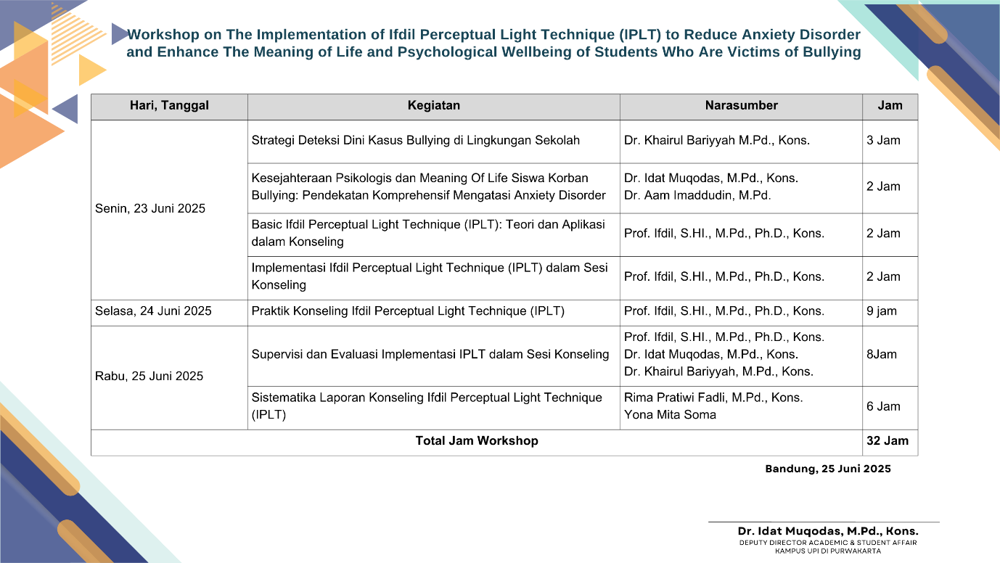 Workshop on The Implementation of Ifdil Perceptual Light Technique (IPLT) to Reduce Anxiety Disorder
and Enhance The Meaning of Life and Psychological Wellbeing of Students Who Are Victims of Bullying
Hari, Tanggal
Kegiatan
Narasumber
Jam
Senin, 23 Juni 2025
Strategi Deteksi Dini Kasus Bullying di Lingkungan Sekolah
Dr. Khairul Bariyyah M.Pd., Kons.
3 Jam
Kesejahteraan Psikologis dan Meaning Of Life Siswa Korban
Bullying: Pendekatan Komprehensif Mengatasi Anxiety Disorder
Dr. Idat Muqodas, M.Pd., Kons.
Dr. Aam Imaddudin, M.Pd.
2 Jam
Basic Ifdil Perceptual Light Technique (IPLT): Teori dan Aplikasi
dalam Konseling
Prof. Ifdil, S.HI., M.Pd., Ph.D., Kons.
2 Jam
Implementasi Ifdil Perceptual Light Technique (IPLT) dalam Sesi
Konseling
Prof. Ifdil, S.HI., M.Pd., Ph.D., Kons.
2 Jam
Selasa, 24 Juni 2025
Praktik Konseling Ifdil Perceptual Light Technique (IPLT)
Prof. Ifdil, S.HI., M.Pd., Ph.D., Kons.
9 jam
Rabu, 25 Juni 2025
Supervisi dan Evaluasi Implementasi IPLT dalam Sesi Konseling
Prof. Ifdil, S.HI., M.Pd., Ph.D., Kons.
Dr. Idat Muqodas, M.Pd., Kons.
Dr. Khairul Bariyyah, M.Pd., Kons.
8Jam
Sistematika Laporan Konseling Ifdil Perceptual Light Technique
(IPLT)
Rima Pratiwi Fadli, M.Pd., Kons.
Yona Mita Soma
6 Jam
Total Jam Workshop
32 Jam
Bandung, 25 Juni 2025
Dr. Idat Muqodas, M.Pd., Kons.
DEPUTY DIRECTOR ACADEMIC & STUDENT AFFAIR
KAMPUS UPI DI PURWAKARTA